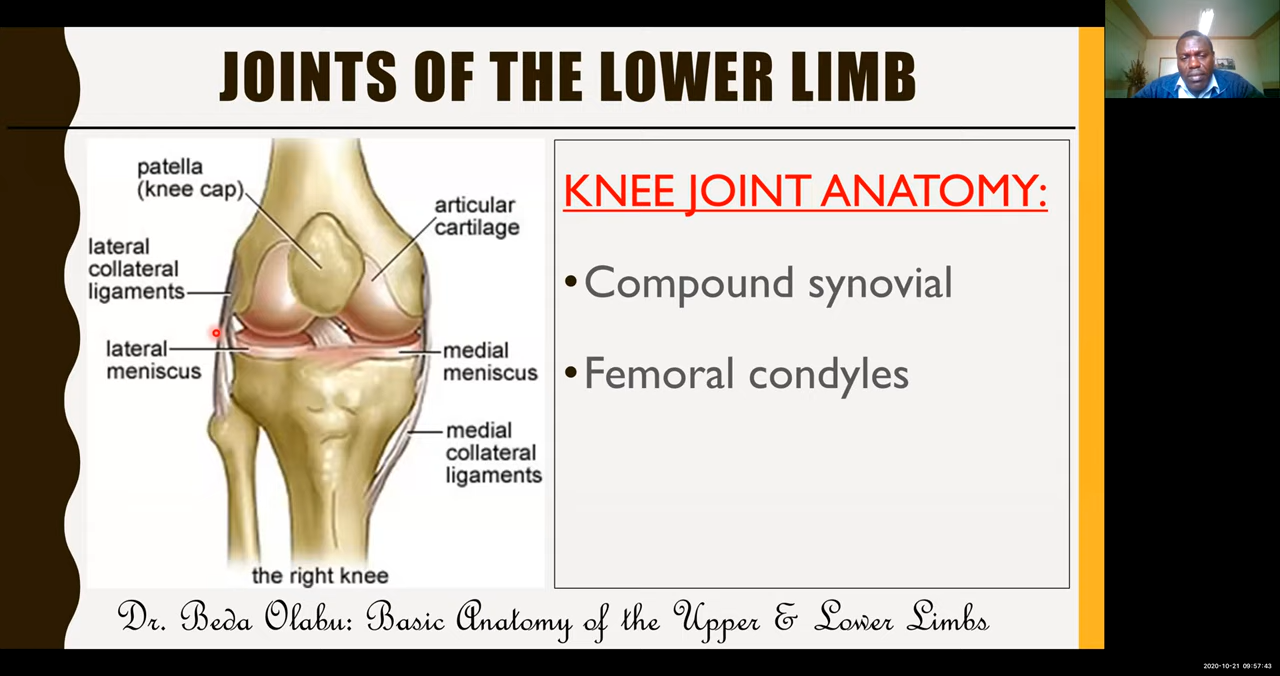 JOINTS OF THE LOWER LIMB
patella
(knee cap)
articular
cartilage
lateral
collateral
ligaments
lateral
meniscus
medial
meniscus
medial
collateral
ligaments
the right knee
KNEE JOINT ANATOMY:
•Compound synovial
•Femoral condyles
Dr. Beda Olabu: Basic Anatomy of the Upper & Lower Limbs
2020-10-21 09:57:43